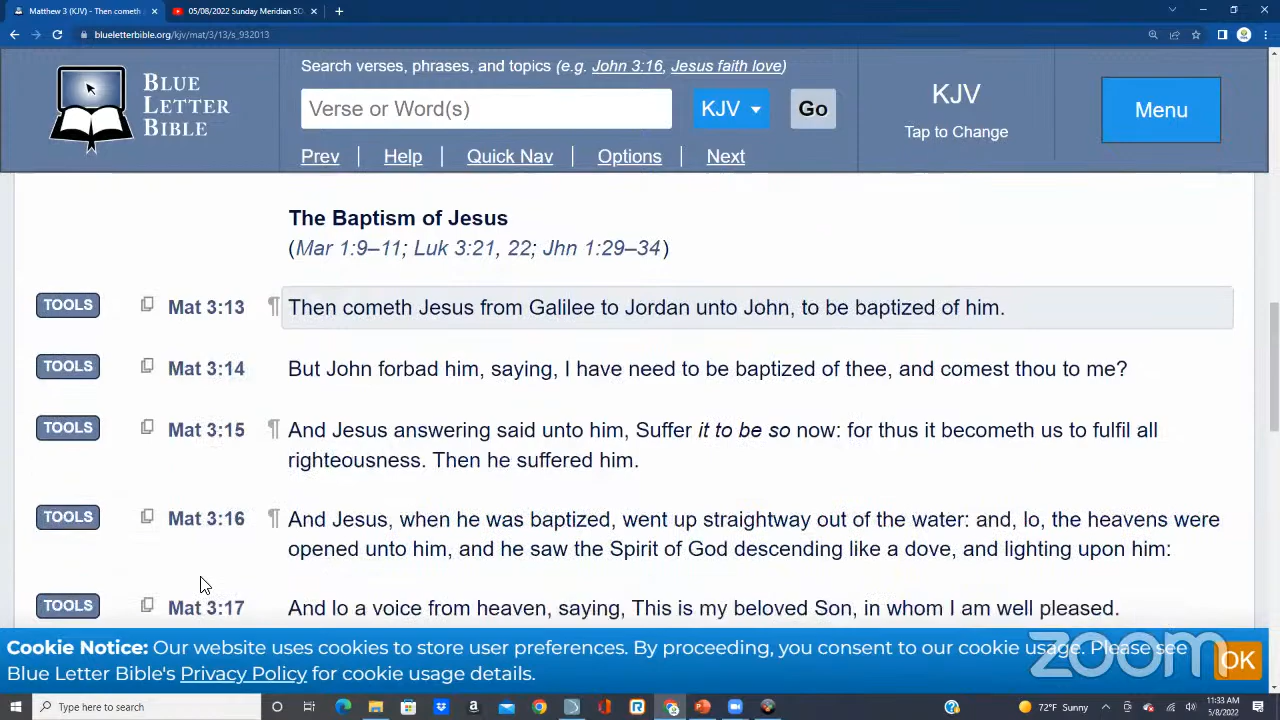 Matthew 3 (KJV) - Then cometh
05/08/2022 Sunday Meridian SO
blueletterbible.org/kjv/mat/3/13/s_932013
BLUE
LETTER
BIBLE
Search verses, phrases, and topics (e.g. John 3:16, Jesus faith love)
Verse or Word(s)
KJV
Go
Prev
Help
Quick Nav
Options
Next
KJV
Tap to Change
Menu
The Baptism of Jesus
(Mar 1:9–11; Luk 3:21, 22; Jhn 1:29–34)
TOOLS Mat 3:13 ¶ Then cometh Jesus from Galilee to Jordan unto John, to be baptized of him.
TOOLS Mat 3:14 But John forbad him, saying, I have need to be baptized of thee, and comest thou to me?
TOOLS Mat 3:15 ¶ And Jesus answering said unto him, Suffer it to be so now: for thus it becometh us to fulfil all
righteousness. Then he suffered him.
TOOLS Mat 3:16 ¶ And Jesus, when he was baptized, went up straightway out of the water: and, lo, the heavens were
opened unto him, and he saw the Spirit of God descending like a dove, and lighting upon him:
TOOLS Mat 3:17 And lo a voice from heaven, saying, This is my beloved Son, in whom I am well pleased.
Cookie Notice: Our website uses cookies to store user preferences. By proceeding, you consent to our cookie usage. Please see
Blue Letter Bible's Privacy Policy for cookie usage details.
OK
zoom
Type here to search
72°F Sunny
11:33 AM
5/8/2022